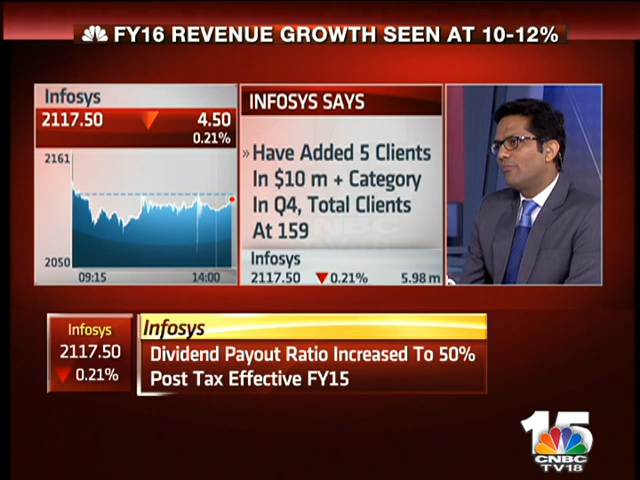 FY16 REVENUE GROWTH SEEN AT 10-12%
Infosys
2117.50 4.50
0.21%
2161
2050
09:15 14:00
INFOSYS SAYS
» Have Added 5 Clients
In $10 m + Category
In Q4, Total Clients
At 159
Infosys
2117.50 0.21% 5.98 m
Infosys
2117.50
0.21%
Infosys
Dividend Payout Ratio Increased To 50%
Post Tax Effective FY15
15
CNBC
TV18